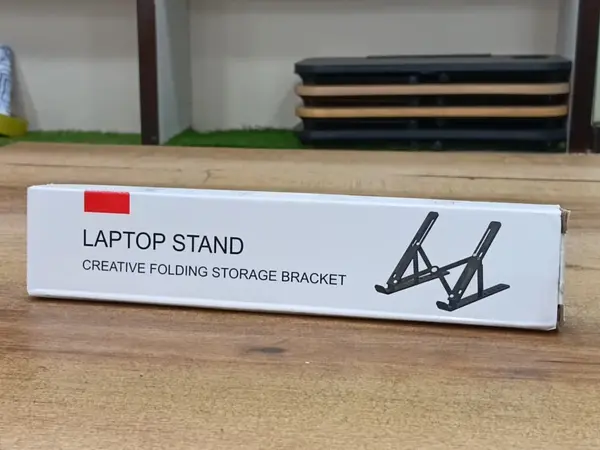 LAPTOP STAND
CREATIVE FOLDING STORAGE BRACKET